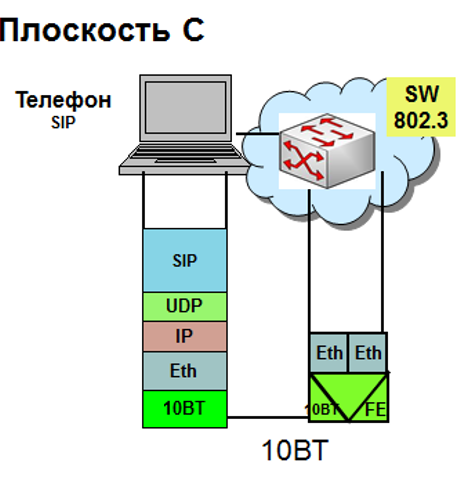 Плоскость С
Телефон
SIP
SW
802.3
SIP
UDP
IP
Eth
10BT
Eth Eth
10BT FE
10BT